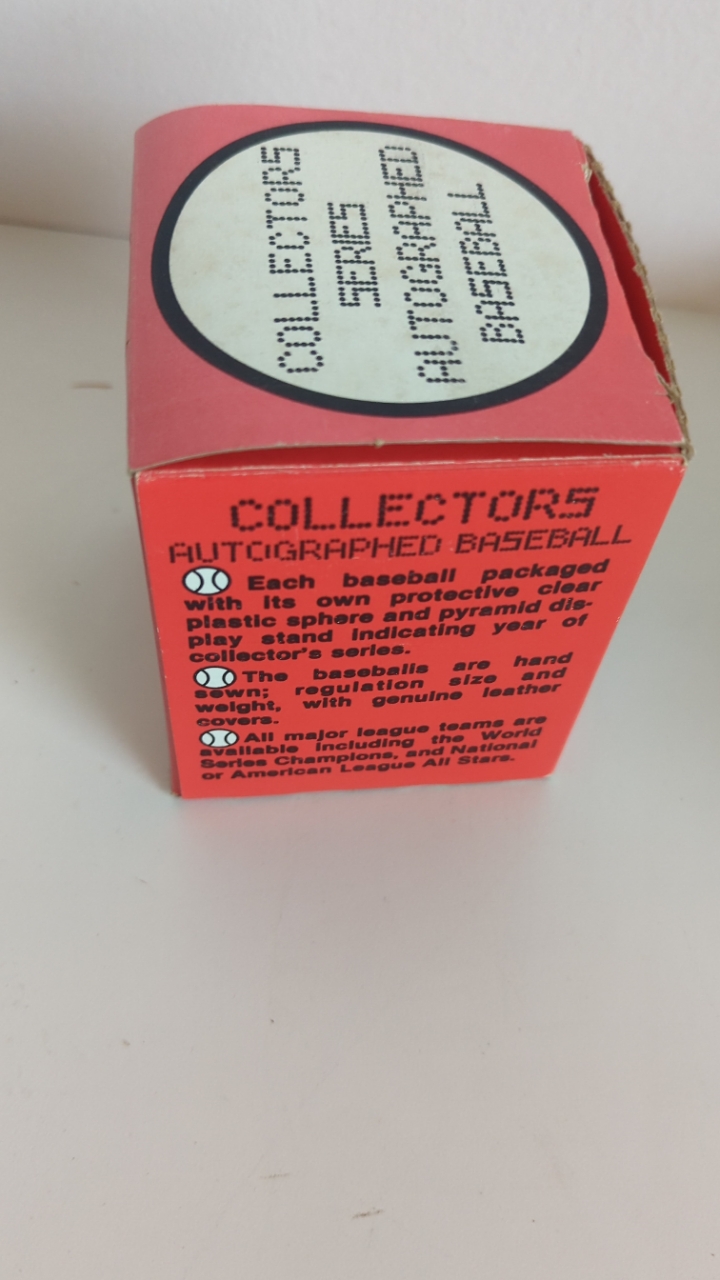 COLLECTORS
SERIES
AUTOGRAPHED
BASEBALL
COLLECTORS
AUTOGRAPHED BASEBALL
Each baseball packaged
with its own protective clear
plastic sphere and pyramid dis-
play stand indicating year of
collector's series.
The baseballs are hand
sewn; regulation size and
weight, with genuine leather
covers.
All major league teams are
available including the World
Series Champions, and National
or American League All Stars.